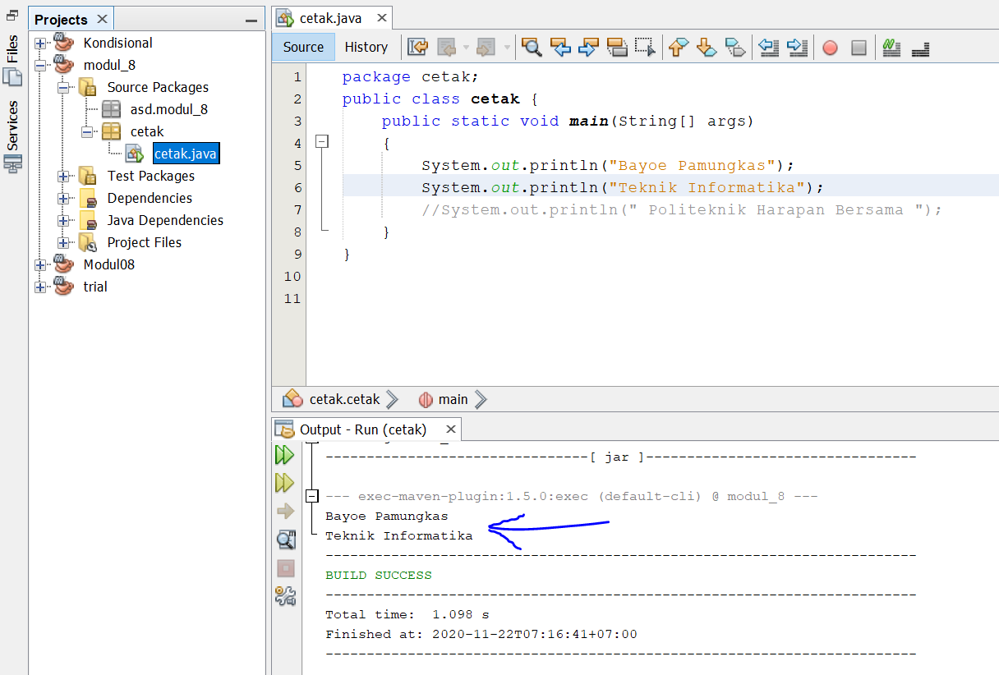 Projects
Files
Services
Kondisional
modul_8
Source Packages
asd.modul_8
cetak
cetak.java
Test Packages
Dependencies
Java Dependencies
Project Files
Modul08
trial
cetak.java
Source History
1 package cetak;
2 public class cetak {
3 public static void main(String[] args)
4 {
5 System.out.println("Bayoe Pamungkas");
6 System.out.println("Teknik Informatika");
7 //System.out.println(" Politeknik Harapan Bersama ");
8 }
9 }
10
11
cetak.cetak main
Output - Run (cetak)
--------------------------------[ jar ]---------------------------------
--- exec-maven-plugin:1.5.0:exec (default-cli) @ modul_8 ---
Bayoe Pamungkas
Teknik Informatika
------------------------------------------------------------------------
BUILD SUCCESS
------------------------------------------------------------------------
Total time:  1.098 s
Finished at: 2020-11-22T07:16:41+07:00
------------------------------------------------------------------------